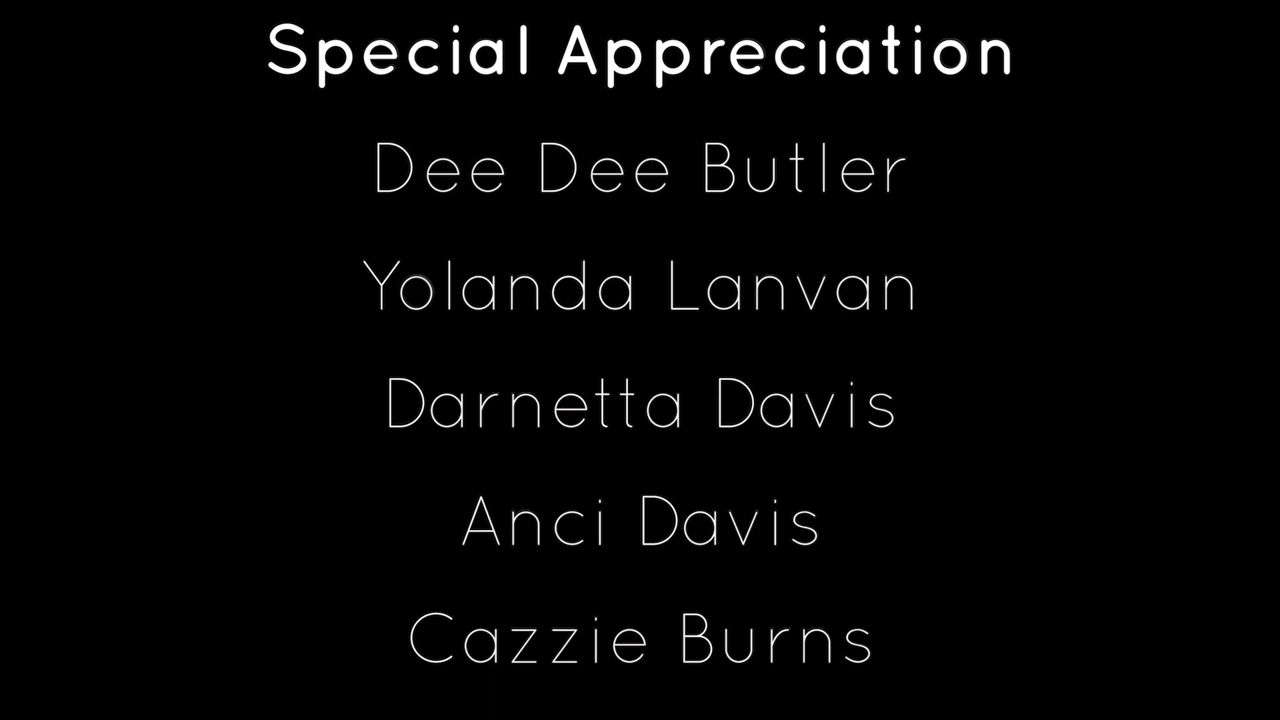 Special Appreciation
Dee Dee Butler
Yolanda Lanvan
Darnetta Davis
Anci Davis
Cazzie Burns